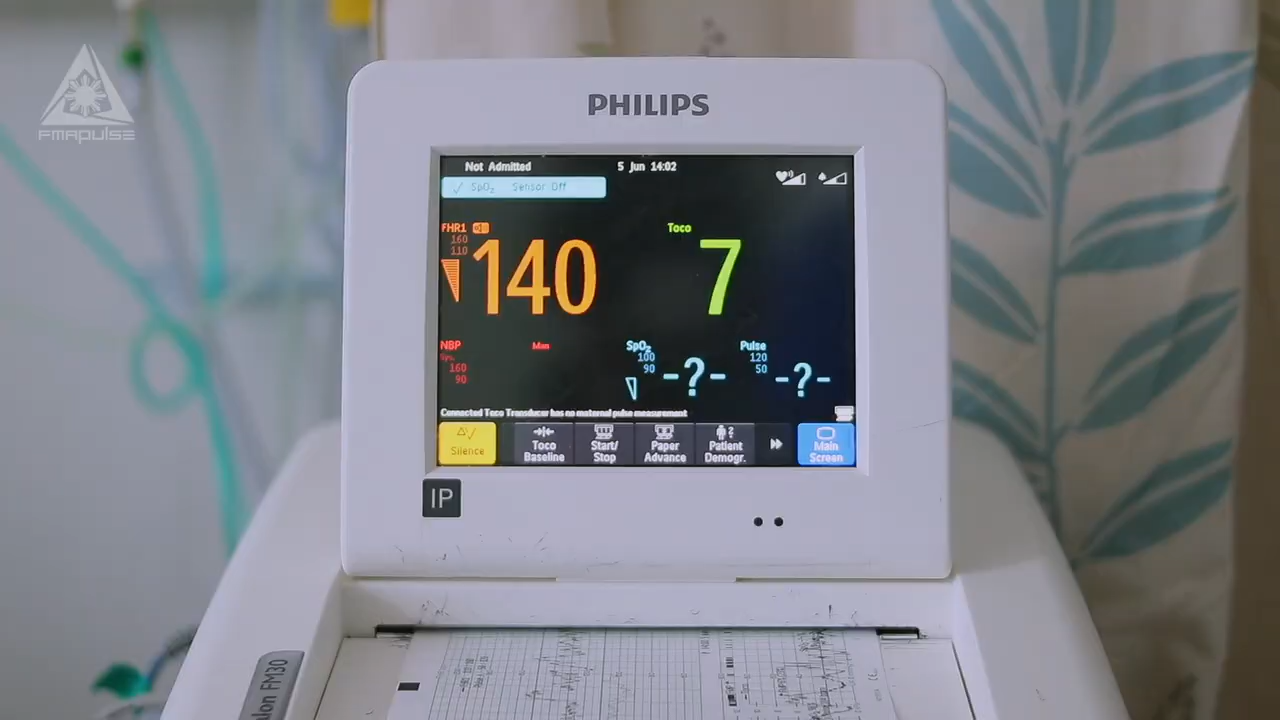 FMAPULSE
PHILIPS
Not Admitted 5 Jun 14:02
SpO₂ Sensor Off
FHR1
160
110
140
Toco
7
NBP Man
Sys.
160
90
SpO₂
100
90
-?-
Pulse
120
50
-?-
Connected Toco Transducer has no maternal pulse measurement
Silence
Toco
Baseline
Start/
Stop
Paper
Advance
Patient
Demogr.
Main
Screen
IP
alon FM30